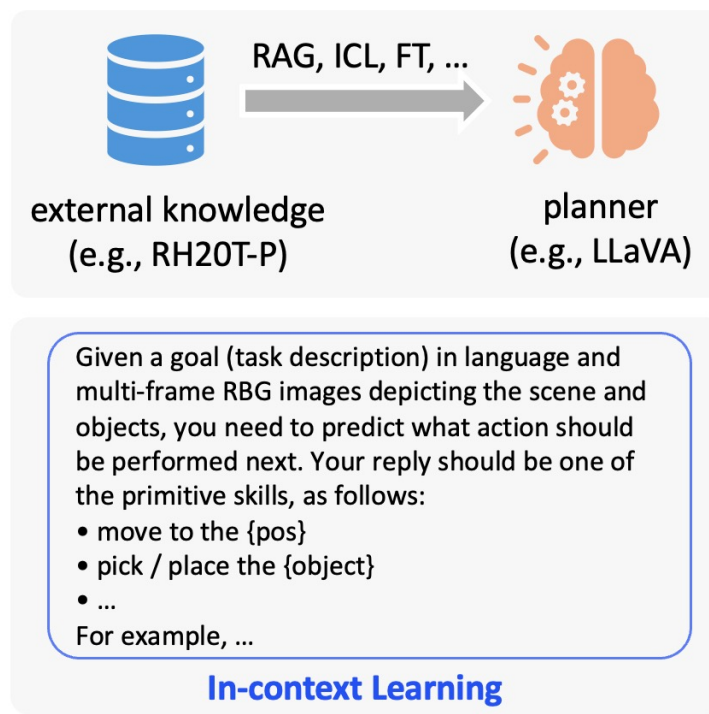 RAG, ICL, FT, ...
external knowledge
(e.g., RH20T-P)
planner
(e.g., LLaVA)
Given a goal (task description) in language and
multi-frame RBG images depicting the scene and
objects, you need to predict what action should
be performed next. Your reply should be one of
the primitive skills, as follows:
• move to the {pos}
• pick / place the {object}
• ...
For example, ...
In-context Learning